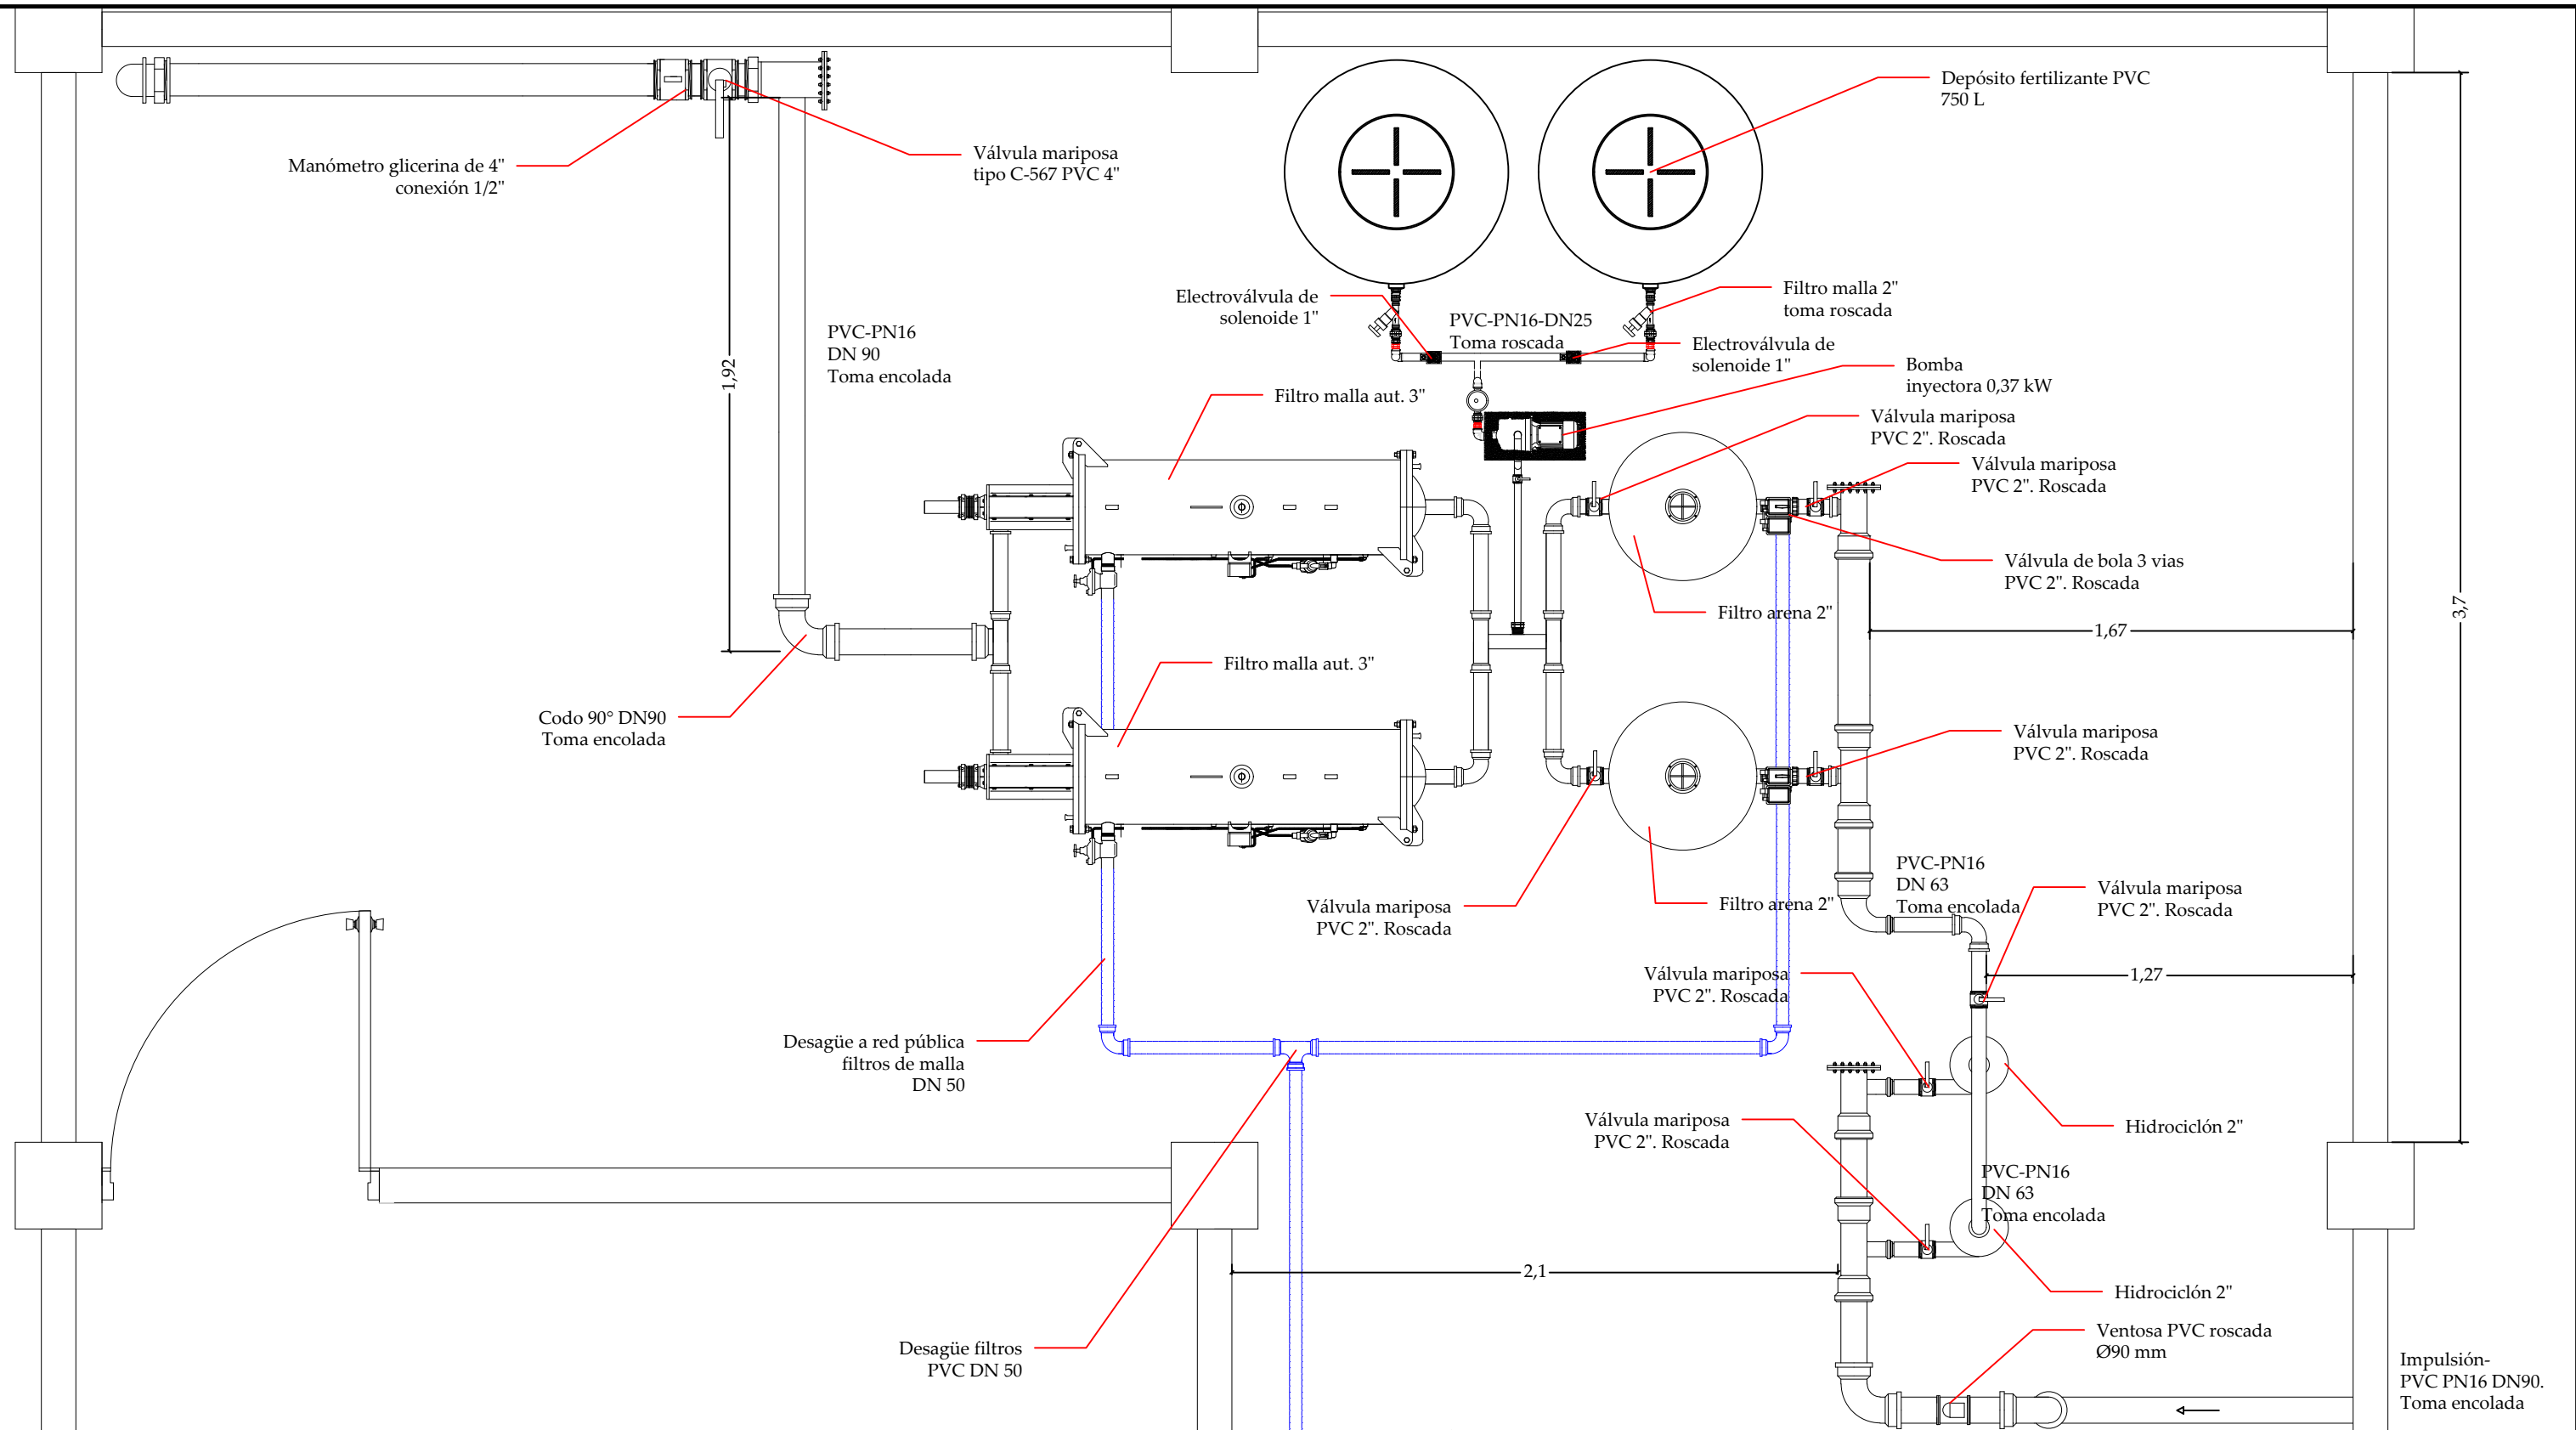 Depósito fertilizante PVC
750 L
Manómetro glicerina de 4"
conexión 1/2"
Válvula mariposa
tipo C-567 PVC 4"
Electroválvula de
solenoide 1"
PVC-PN16-DN25
Toma roscada
Filtro malla 2"
toma roscada
Electroválvula de
solenoide 1"
PVC-PN16
DN 90
Toma encolada
1,92
Filtro malla aut. 3"
Bomba
inyectora 0,37 kW
Válvula mariposa
PVC 2". Roscada
Válvula mariposa
PVC 2". Roscada
Válvula de bola 3 vias
PVC 2". Roscada
Filtro arena 2"
1,67
3,7
Filtro malla aut. 3"
Codo 90° DN90
Toma encolada
Válvula mariposa
PVC 2". Roscada
Válvula mariposa
PVC 2". Roscada
Filtro arena 2"
PVC-PN16
DN 63
Toma encolada
Válvula mariposa
PVC 2". Roscada
Válvula mariposa
PVC 2". Roscada
1,27
Desagüe a red pública
filtros de malla
DN 50
Válvula mariposa
PVC 2". Roscada
Hidrociclón 2"
PVC-PN16
DN 63
Toma encolada
2,1
Hidrociclón 2"
Desagüe filtros
PVC DN 50
Ventosa PVC roscada
Ø90 mm
Impulsión-
PVC PN16 DN90.
Toma encolada